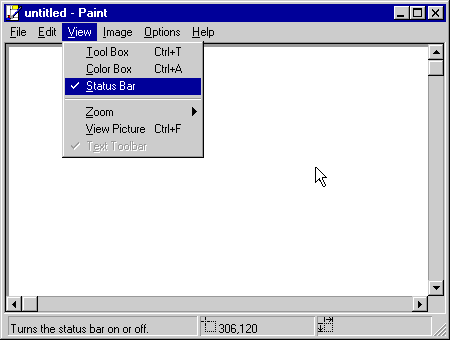 untitled - Paint
File Edit View Image Options Help
Tool Box Ctrl+T
Color Box Ctrl+A
Status Bar
Zoom
View Picture Ctrl+F
Text Toolbar
Turns the status bar on or off. 306,120